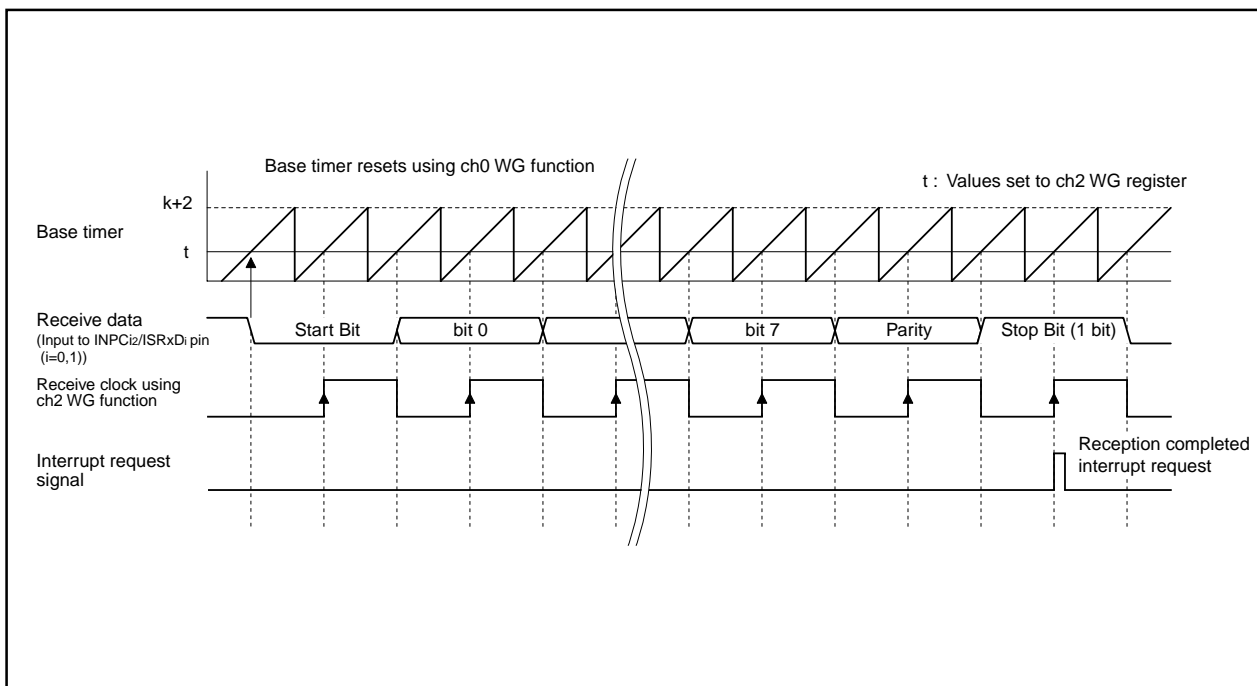 Base timer resets using ch0 WG function
t : Values set to ch2 WG register
k+2
Base timer
t
Receive data
(Input to INPCi2/ISRxDi pin
(i=0,1))
Start Bit
bit 0
bit 7
Parity
Stop Bit (1 bit)
Receive clock using
ch2 WG function
Interrupt request
signal
Reception completed
interrupt request